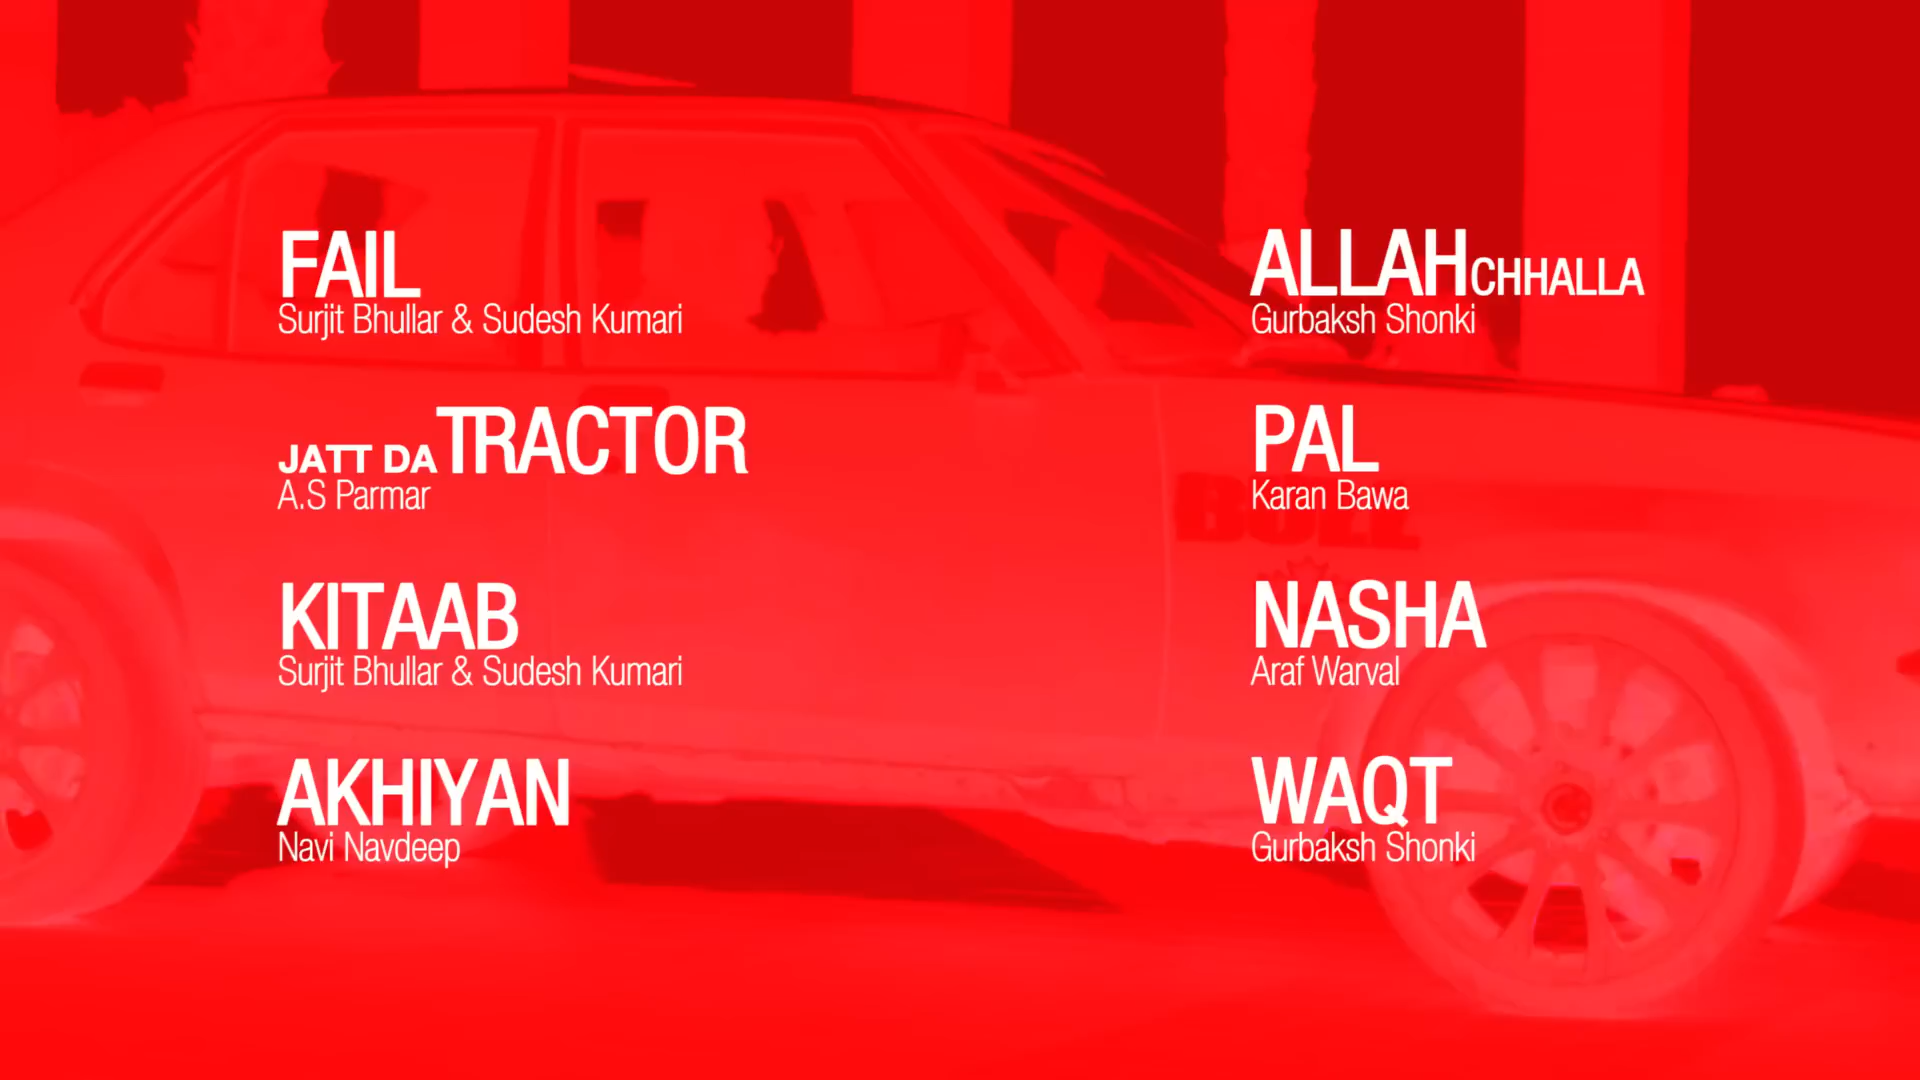 FAIL
Surjit Bhullar & Sudesh Kumari
JATT DA TRACTOR
A.S Parmar
KITAAB
Surjit Bhullar & Sudesh Kumari
AKHIYAN
Navi Navdeep
ALLAH CHHALLA
Gurbaksh Shonki
PAL
Karan Bawa
BULL
NASHA
Araf Warval
WAQT
Gurbaksh Shonki